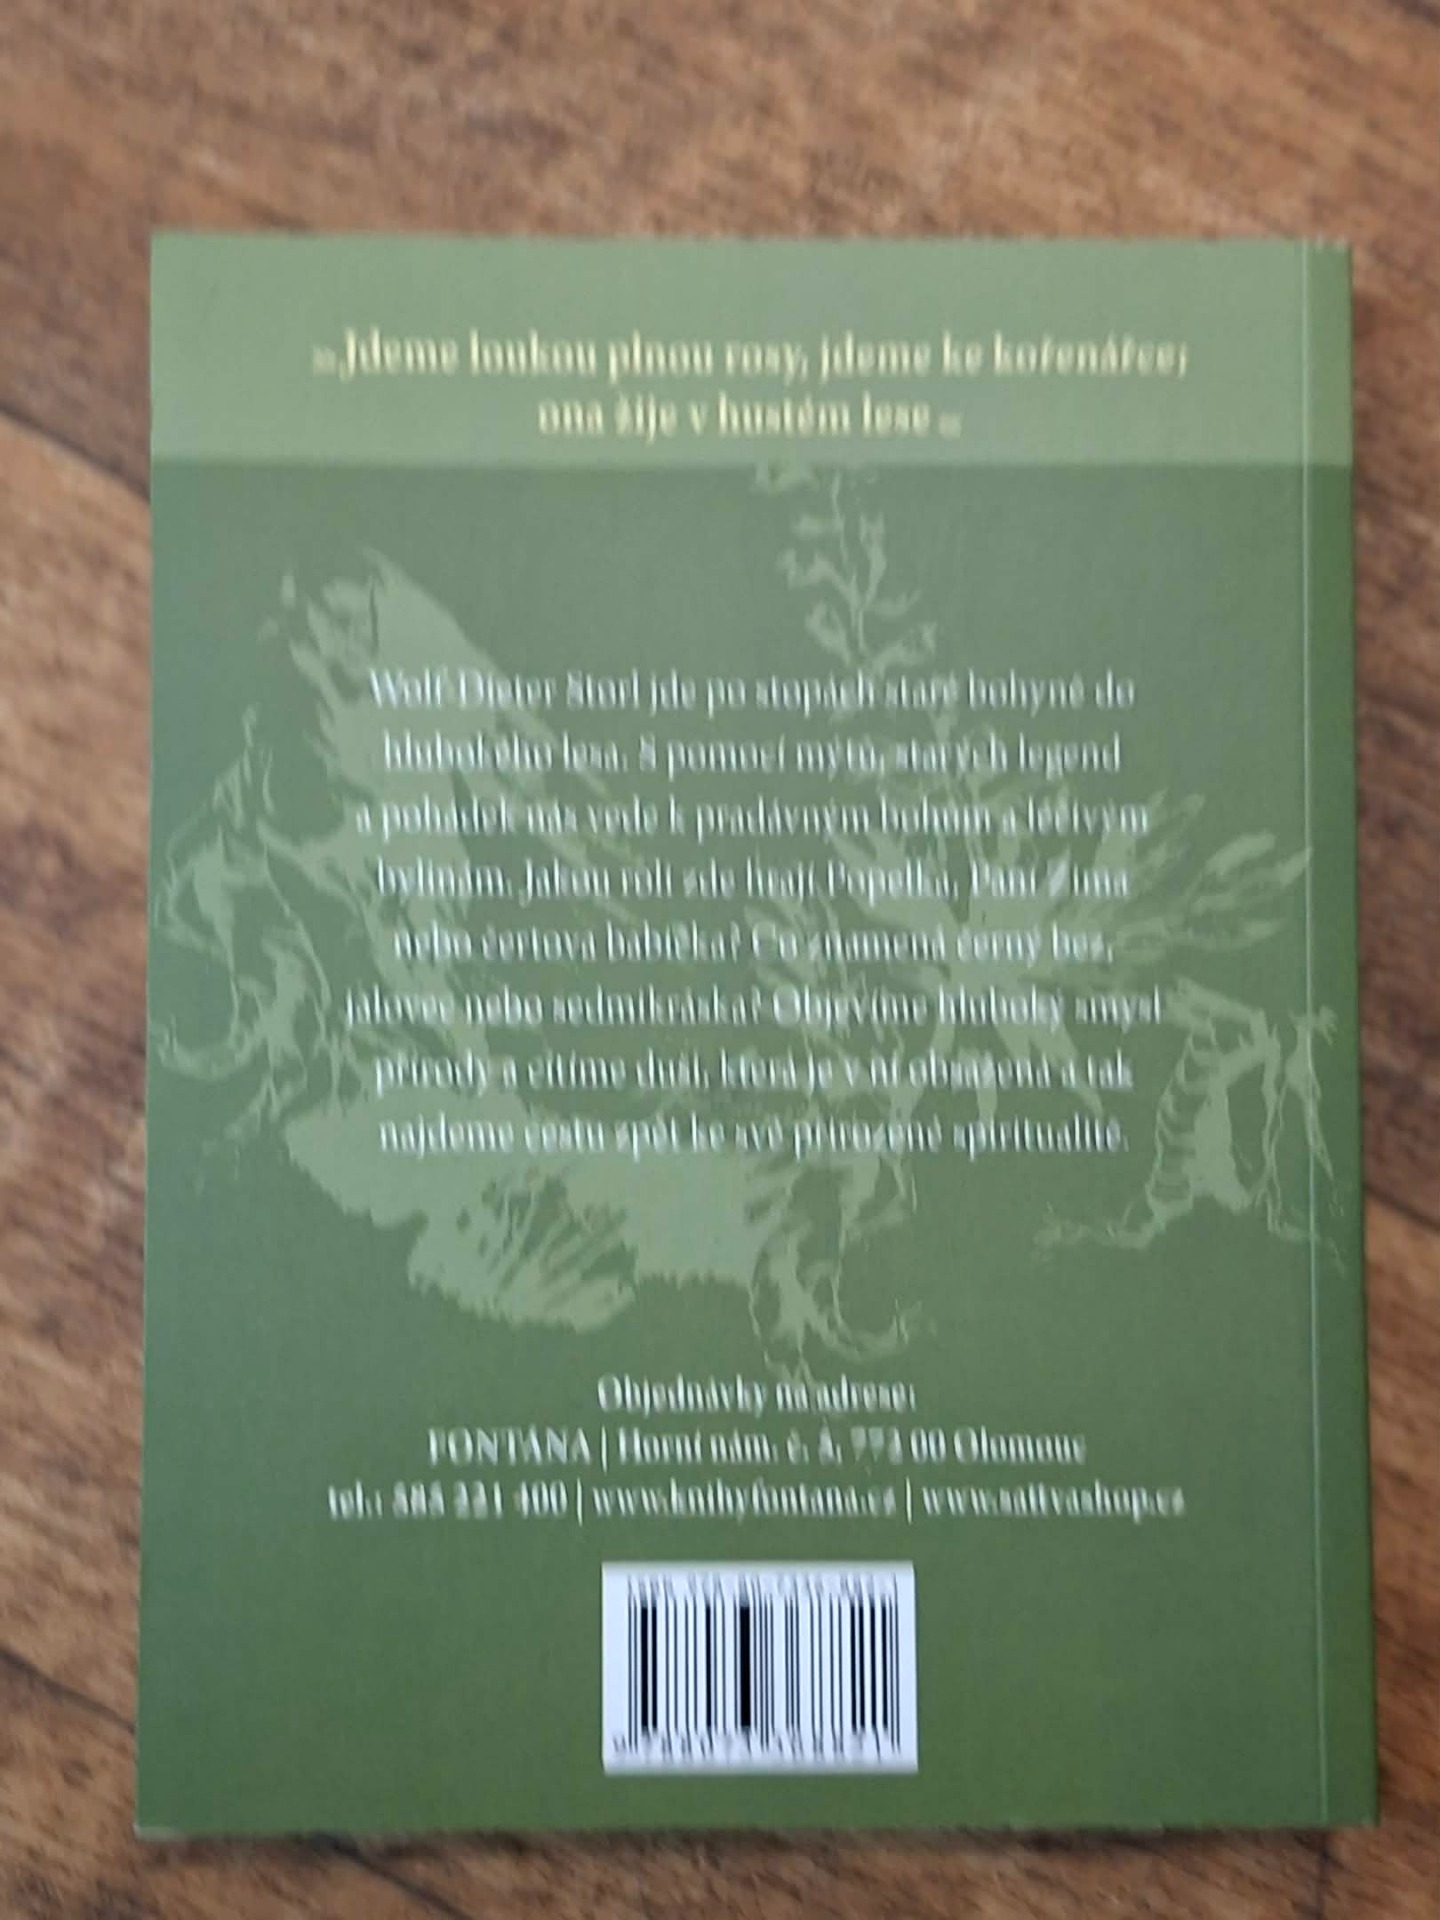 „Jdeme loukou plnou rosy, jdeme ke kořenářce;
ona žije v hustém lese
Wolf-Dieter Storl jde po stopách staré bohyně do
hlubokého lesa. S pomocí mýtů, starých legend
a pohádek nás vede k pradávným bohům a léčivým
bylinám. Jakou roli zde hrají Popelka, Paní Zima
nebo čertova babička? Co znamená černý bez,
jalovec nebo sedmikráska? Objevíme hluboký smysl
přírody a cítíme duši, která je v ní obsažená a tak
najdeme cestu zpět ke své přirozené spiritualitě.
Objednávky na adrese:
FONTÁNA | Horní nám. č. 00 Olomouc
tel.: 585 221 400 | www.knihyfontana.cz | www.sattvashop.cz
ISBN